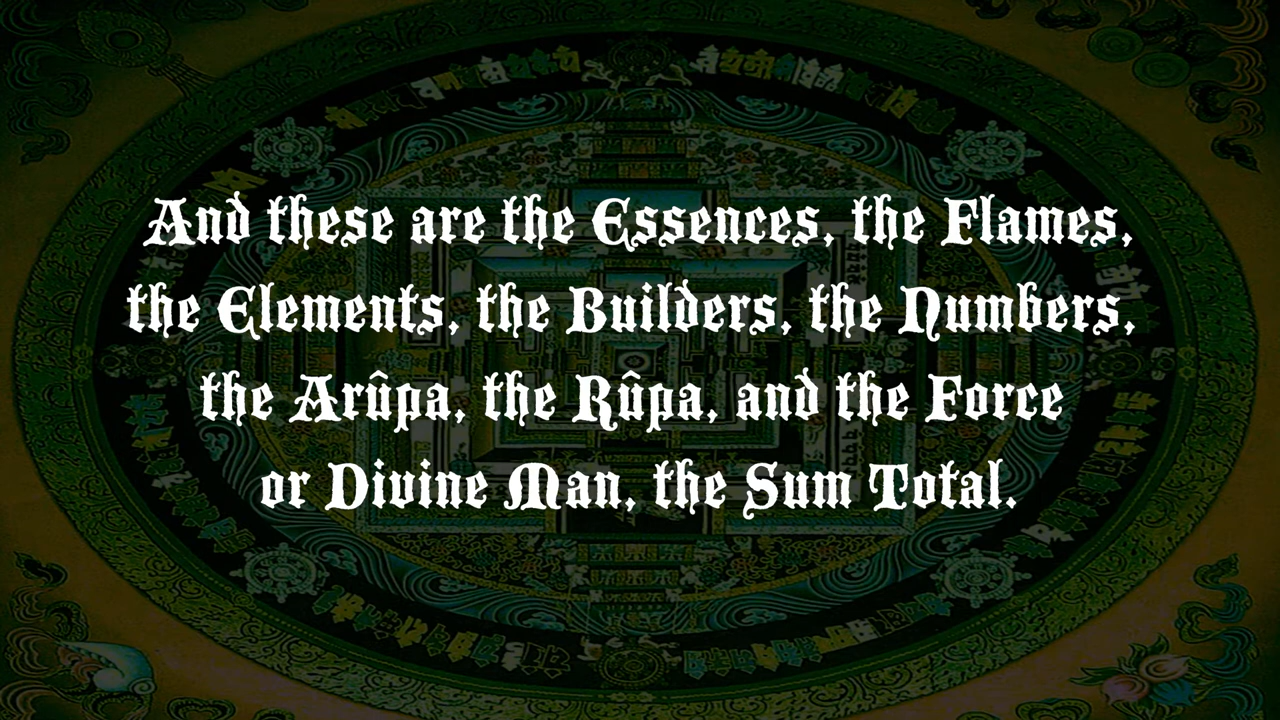 And these are the Essences, the Flames,
the Elements, the Builders, the Numbers,
the Arûpa, the Rûpa, and the Force
or Divine Man, the Sum Total.